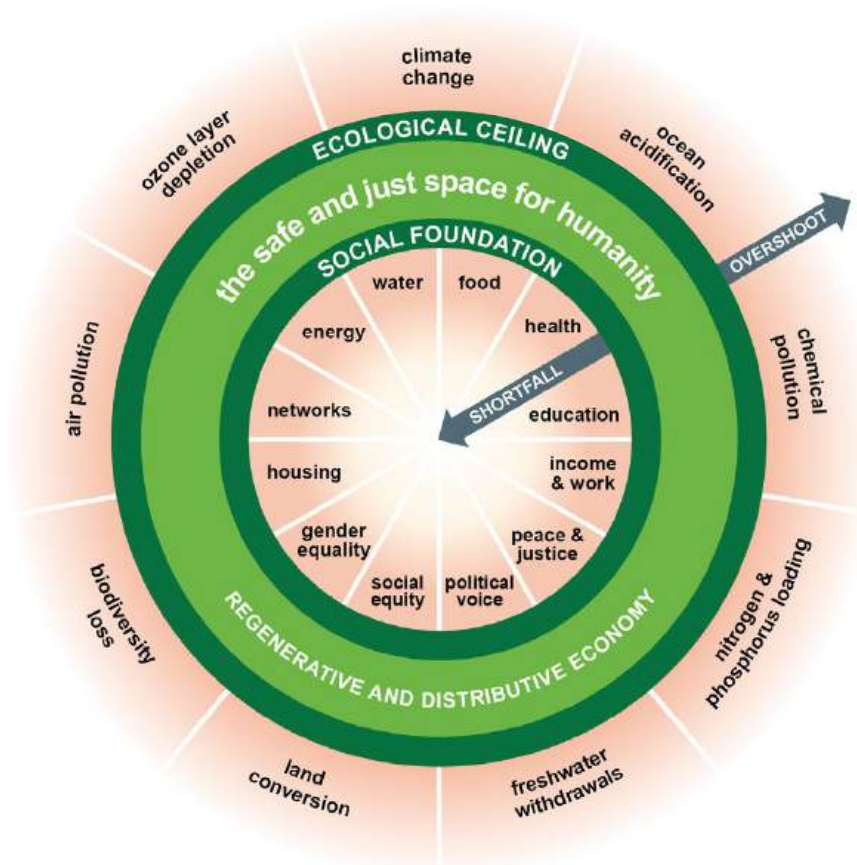 climate
change
ocean
acidification
OVERSHOOT
chemical
pollution
nitrogen &
phosphorus loading
freshwater
withdrawals
land
conversion
biodiversity
loss
air pollution
ozone layer
depletion
ECOLOGICAL CEILING
the safe and just space for humanity
SOCIAL FOUNDATION
water
food
health
SHORTFALL
education
income
& work
peace &
justice
political
voice
social
equity
gender
equality
housing
networks
energy
REGENERATIVE AND DISTRIBUTIVE ECONOMY